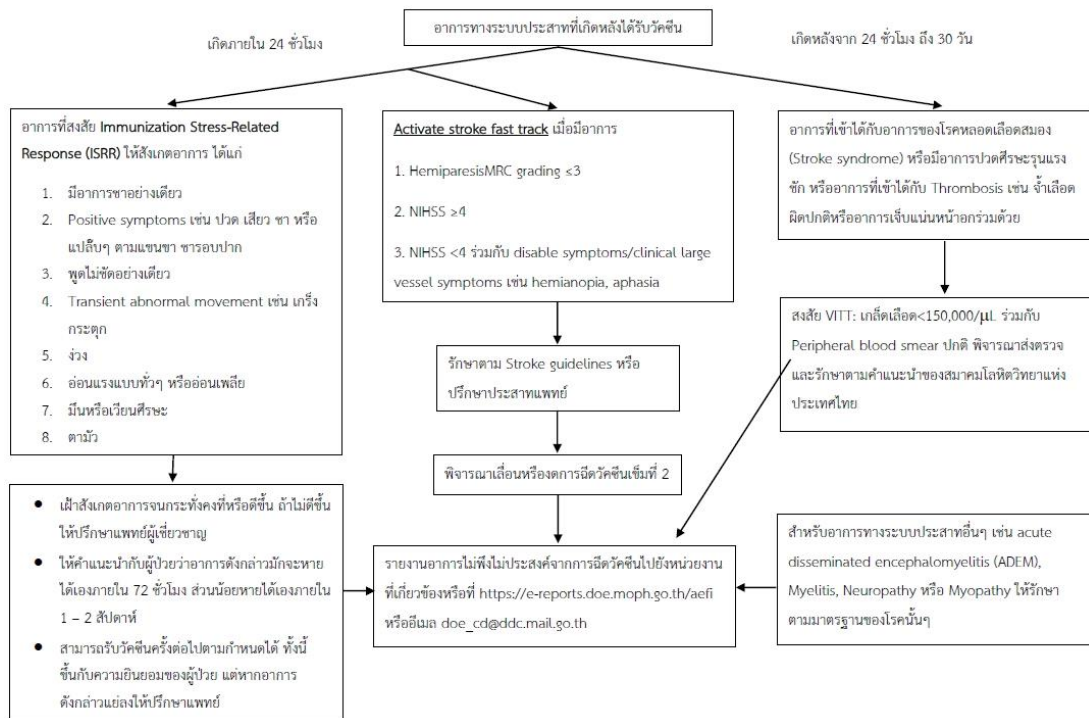 อาการทางระบบประสาทที่เกิดหลังได้รับวัคซีน
เกิดภายใน 24 ชั่วโมง
เกิดหลังจาก 24 ชั่วโมง ถึง 30 วัน
อาการที่สงสัย Immunization Stress-Related
Response (ISRR) ให้สังเกตอาการ ได้แก่
1. มีอาการชาอย่างเดียว
2. Positive symptoms เช่น ปวด เสียว ชา หรือ
แปล๊บๆ ตามแขนขา ชารอบปาก
3. พูดไม่ชัดอย่างเดียว
4. Transient abnormal movement เช่น เกร็ง
กระตุก
5. ง่วง
6. อ่อนแรงแบบทั่วๆ หรืออ่อนเพลีย
7. มึนหรือเวียนศีรษะ
8. ตามัว
● เฝ้าสังเกตอาการจนกระทั่งคงที่หรือดีขึ้น ถ้าไม่ดีขึ้น
ให้ปรึกษาแพทย์ผู้เชี่ยวชาญ
● ให้คำแนะนำกับผู้ป่วยว่าอาการดังกล่าวมักจะหาย
ได้เองภายใน 72 ชั่วโมง ส่วนน้อยหายได้เองภายใน
1 – 2 สัปดาห์
● สามารถรับวัคซีนครั้งต่อไปตามกำหนดได้ ทั้งนี้
ขึ้นกับความยินยอมของผู้ป่วย แต่หากอาการ
ดังกล่าวแย่ลงให้ปรึกษาแพทย์
Activate stroke fast track เมื่อมีอาการ
1. HemiparesisMRC grading ≤3
2. NIHSS ≥4
3. NIHSS <4 ร่วมกับ disable symptoms/clinical large
vessel symptoms เช่น hemianopia, aphasia
รักษาตาม Stroke guidelines หรือ
ปรึกษาประสาทแพทย์
พิจารณาเลื่อนหรืองดการฉีดวัคซีนเข็มที่ 2
รายงานอาการไม่พึงไม่ประสงค์จากการฉีดวัคซีนไปยังหน่วยงาน
ที่เกี่ยวข้องหรือที่ https://e-reports.doe.moph.go.th/aefi
หรืออีเมล doe_cd@ddc.mail.go.th
อาการที่เข้าได้กับอาการของโรคหลอดเลือดสมอง
(Stroke syndrome) หรือมีอาการปวดศีรษะรุนแรง
ชัก หรืออาการที่เข้าได้กับ Thrombosis เช่น จ้ำเลือด
ผิดปกติหรืออาการเจ็บแน่นหน้าอกร่วมด้วย
สงสัย VITT: เกล็ดเลือด<150,000/µL ร่วมกับ
Peripheral blood smear ปกติ พิจารณาส่งตรวจ
และรักษาตามคำแนะนำของสมาคมโลหิตวิทยาแห่ง
ประเทศไทย
สำหรับอาการทางระบบประสาทอื่นๆ เช่น acute
disseminated encephalomyelitis (ADEM),
Myelitis, Neuropathy หรือ Myopathy ให้รักษา
ตามมาตรฐานของโรคนั้นๆ